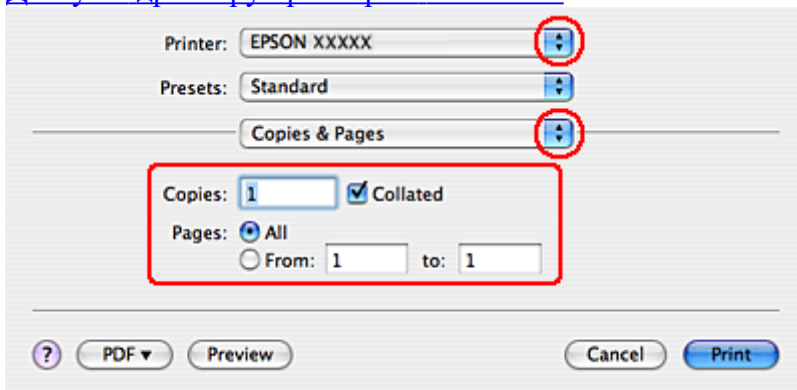 Printer: EPSON XXXXX
Presets: Standard
Copies & Pages
Copies: 1 Collated
Pages: All
From: 1 to: 1
? PDF Preview Cancel Print